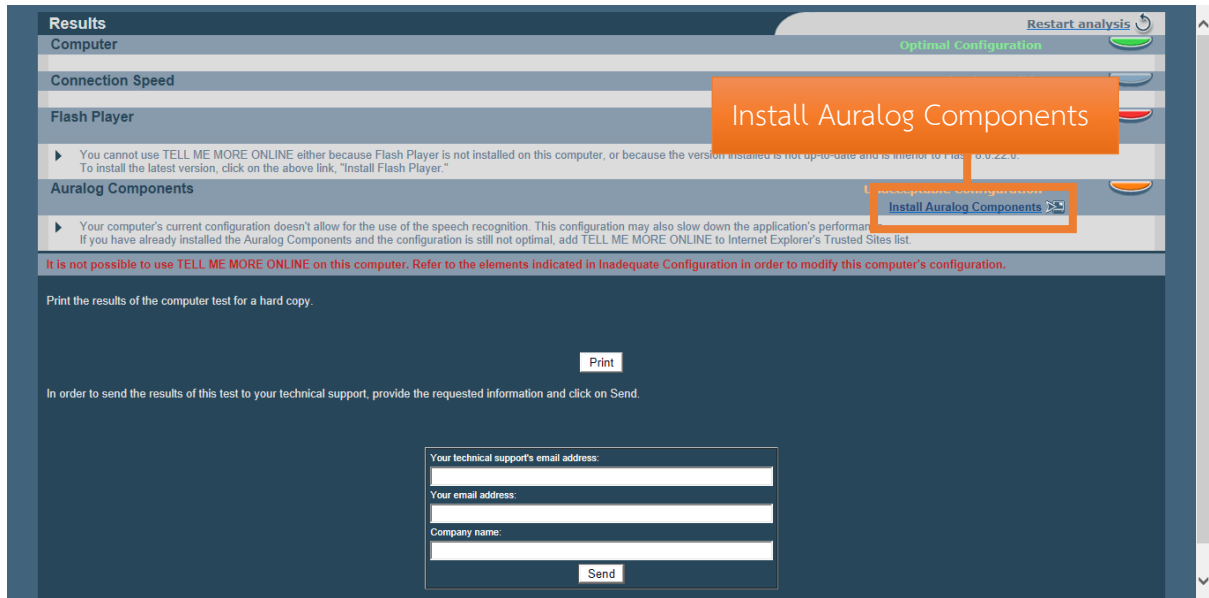 Results
Restart analysis
Computer
Optimal Configuration
Connection Speed
Flash Player
Install Auralog Components
You cannot use TELL ME MORE ONLINE either because Flash Player is not installed on this computer, or because the version installed is not up-to-date and is inferior to Flash 6.0.22.0.
To install the latest version, click on the above link, "Install Flash Player."
Auralog Components
Unacceptable Configuration
Install Auralog Components
Your computer's current configuration doesn't allow for the use of the speech recognition. This configuration may also slow down the application's
If you have already installed the Auralog Components and the configuration is still not optimal, add TELL ME MORE ONLINE to Internet Explorer's Trusted Sites list.
It is not possible to use TELL ME MORE ONLINE on this computer. Refer to the elements indicated in Inadequate Configuration in order to modify this computer's configuration.
Print the results of the computer test for a hard copy.
Print
In order to send the results of this test to your technical support, provide the requested information and click on Send.
Your technical support's email address:
Your email address:
Company name:
Send